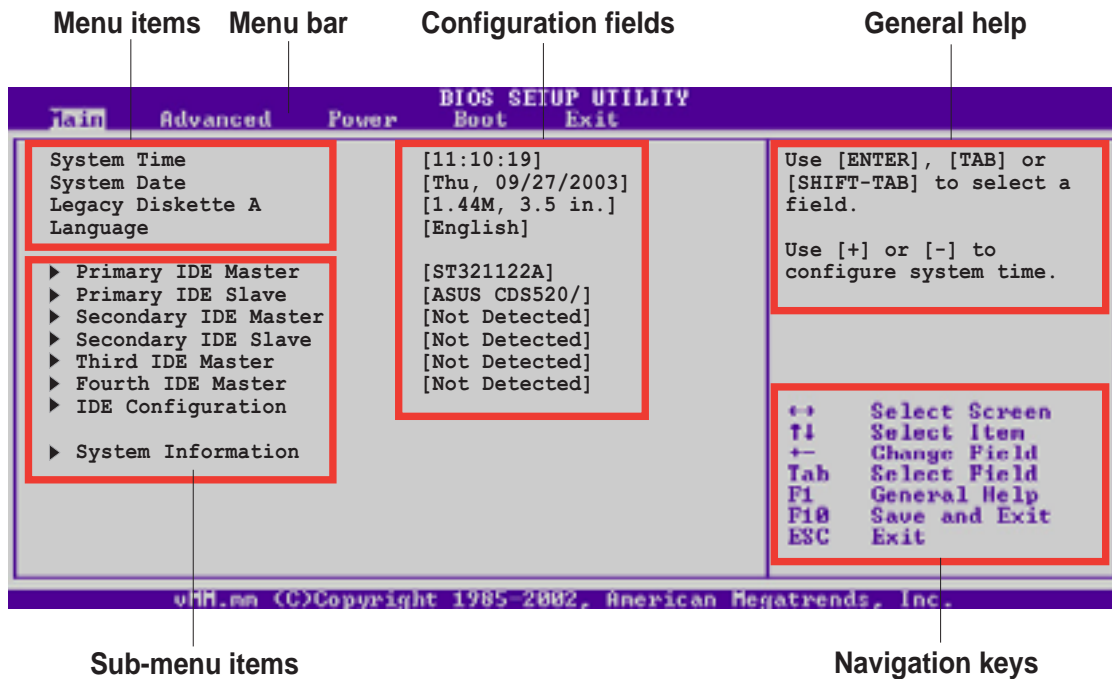 Menu items Menu bar Configuration fields General help
BIOS SETUP UTILITY
Main Advanced Power Boot Exit
System Time [11:10:19]
System Date [Thu, 09/27/2003]
Legacy Diskette A [1.44M, 3.5 in.]
Language [English]
▶ Primary IDE Master [ST321122A]
▶ Primary IDE Slave [ASUS CDS520/]
▶ Secondary IDE Master [Not Detected]
▶ Secondary IDE Slave [Not Detected]
▶ Third IDE Master [Not Detected]
▶ Fourth IDE Master [Not Detected]
▶ IDE Configuration
▶ System Information
Use [ENTER], [TAB] or
[SHIFT-TAB] to select a
field.
Use [+] or [-] to
configure system time.
←→ Select Screen
↑↓ Select Item
+- Change Field
Tab Select Field
F1 General Help
F10 Save and Exit
ESC Exit
vMM.mm (C)Copyright 1985-2002, American Megatrends, Inc.
Sub-menu items Navigation keys